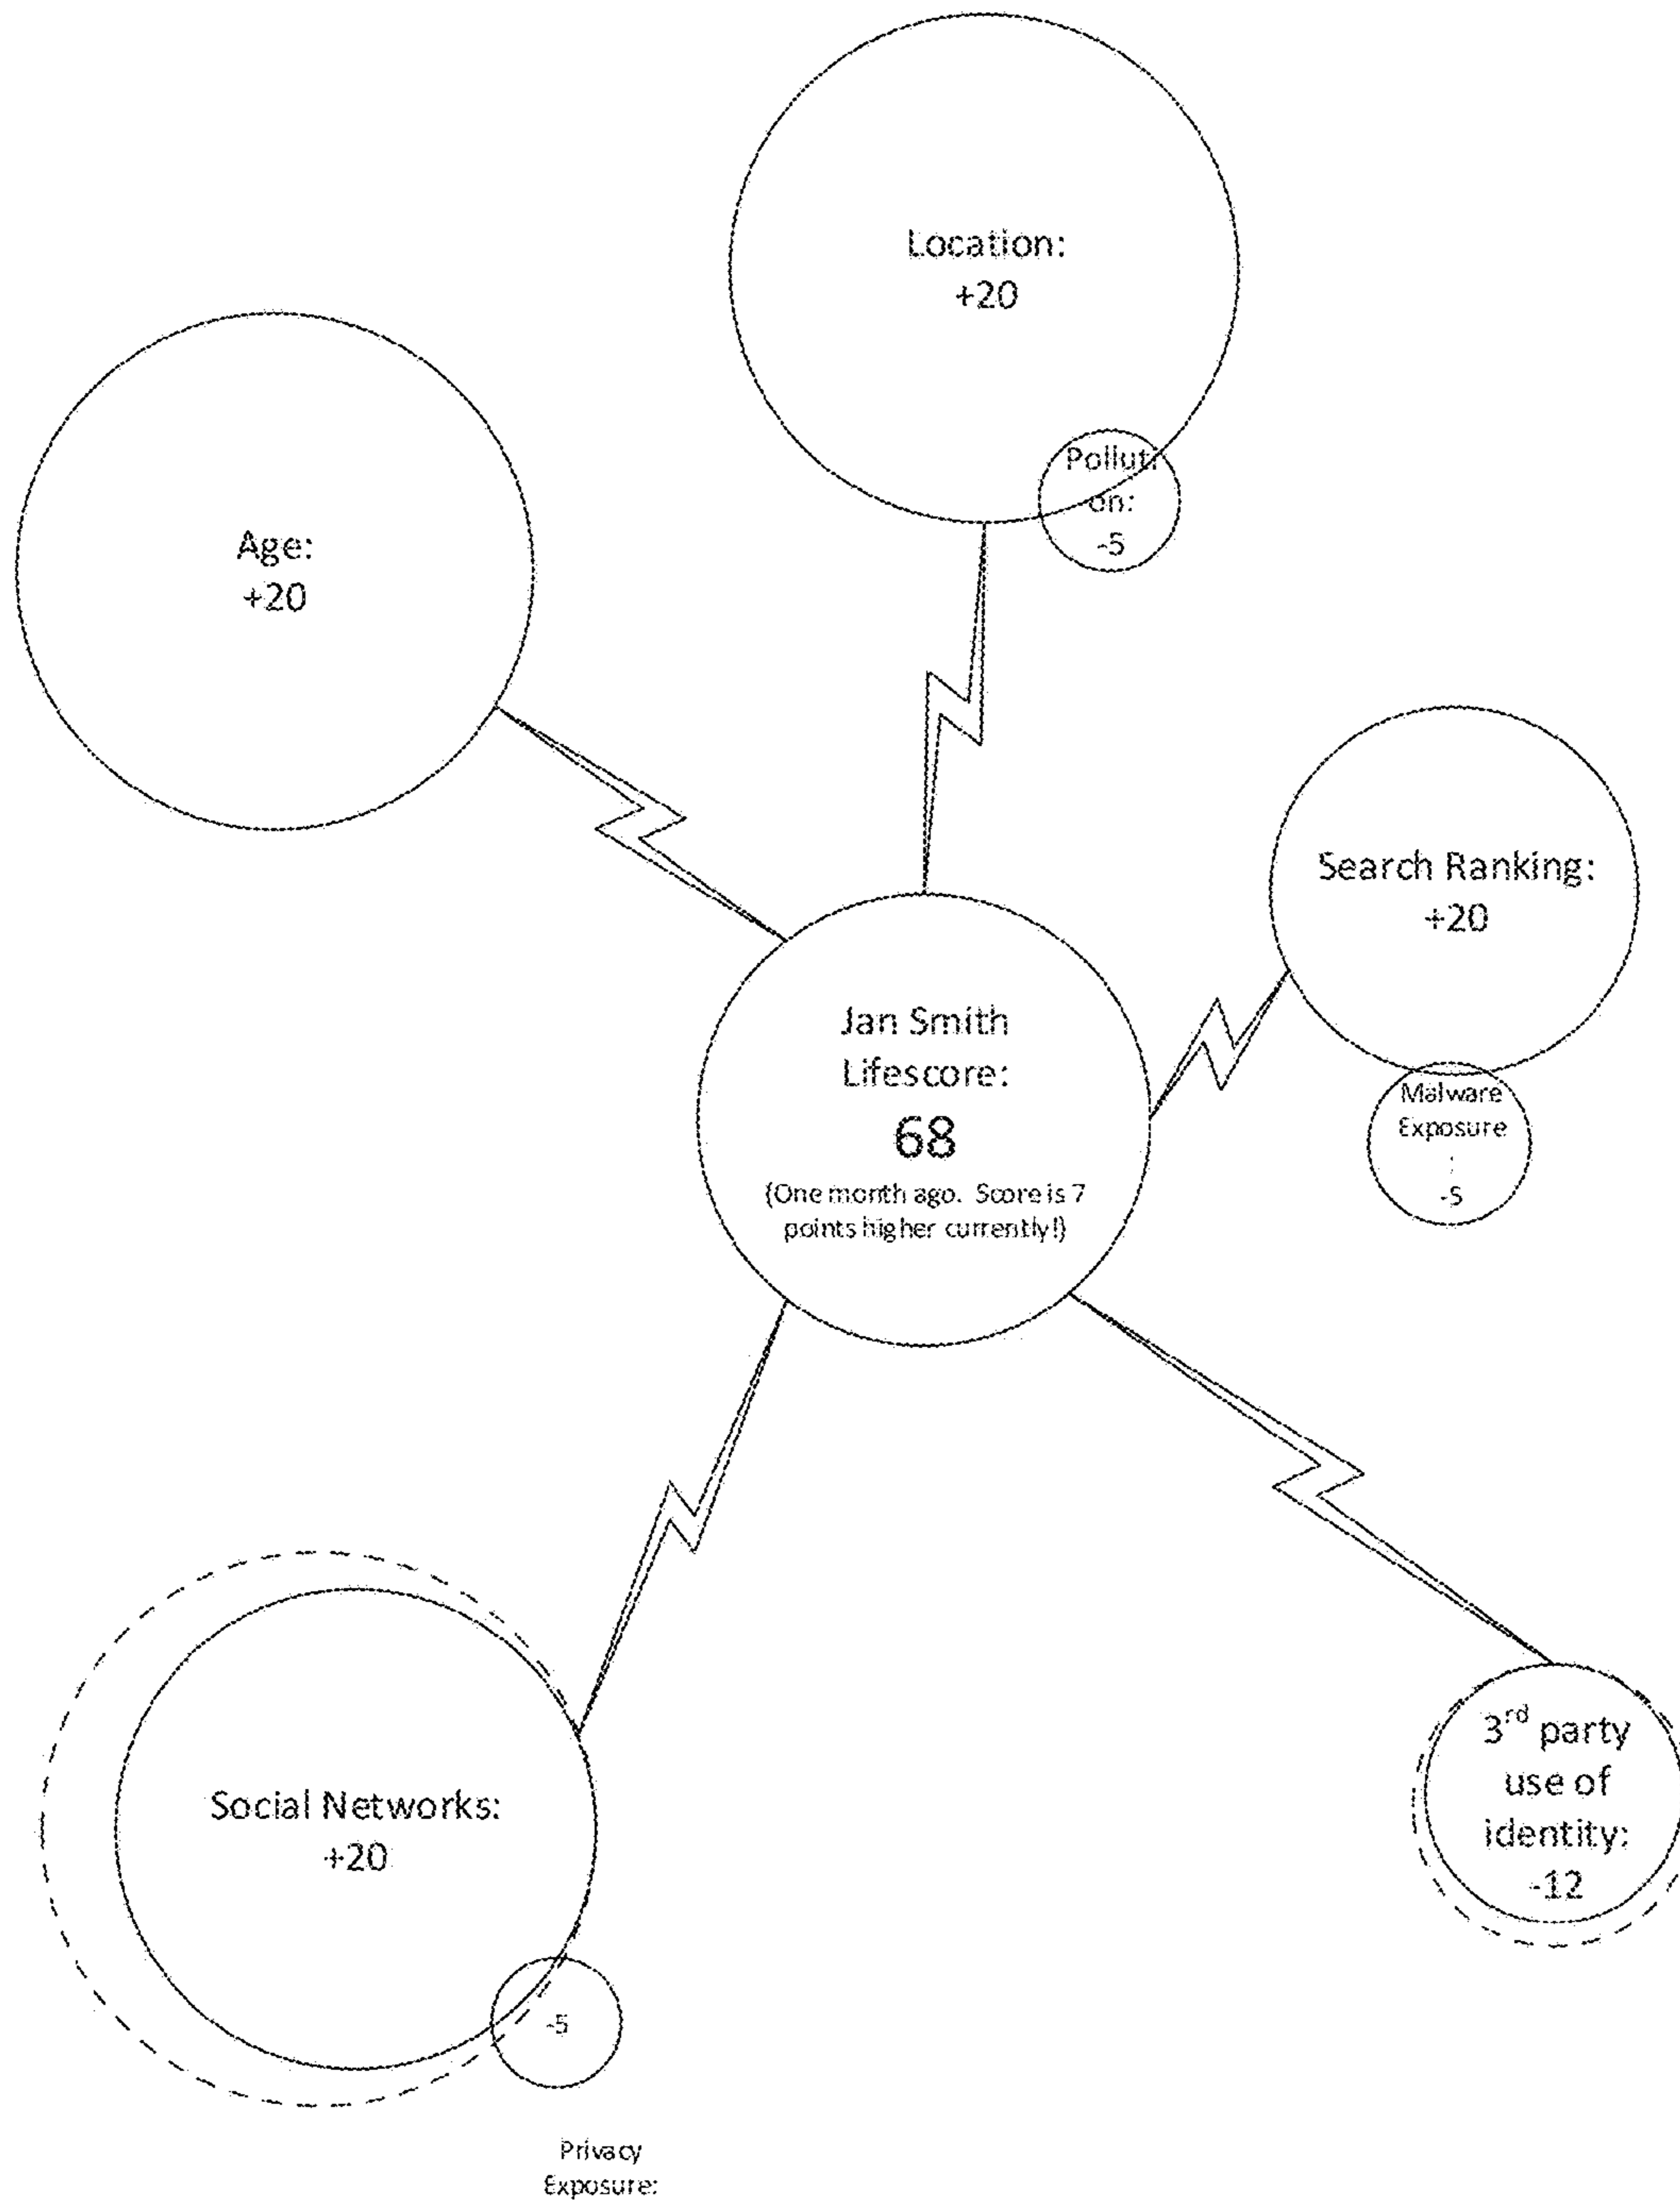 Location:
+20
Polluti
on:
-5
Age:
+20
Search Ranking:
+20
Malware
Exposure
:
-5
Jan Smith
Lifescore:
68
(One month ago. Score is 7
points higher currently!)
3rd party
use of
identity:
-12
Social Networks:
+20
-5
Privacy
Exposure: